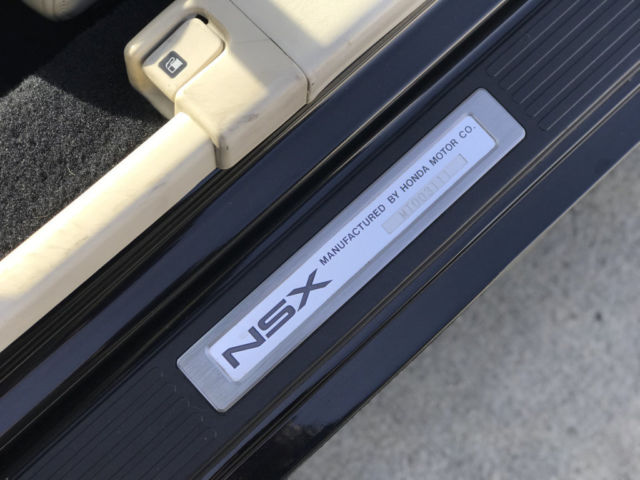 NSX
MANUFACTURED BY HONDA MOTOR CO.